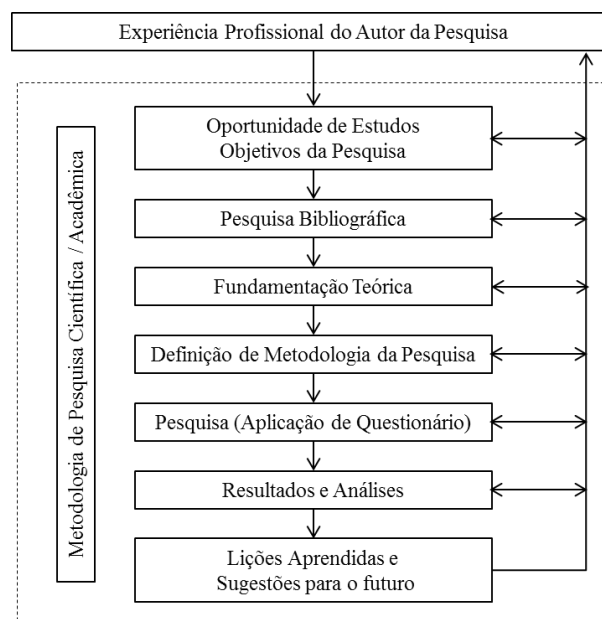 Experiência Profissional do Autor da Pesquisa
Metodologia de Pesquisa Científica / Acadêmica
Oportunidade de Estudos
Objetivos da Pesquisa
Pesquisa Bibliográfica
Fundamentação Teórica
Definição de Metodologia da Pesquisa
Pesquisa (Aplicação de Questionário)
Resultados e Análises
Lições Aprendidas e
Sugestões para o futuro